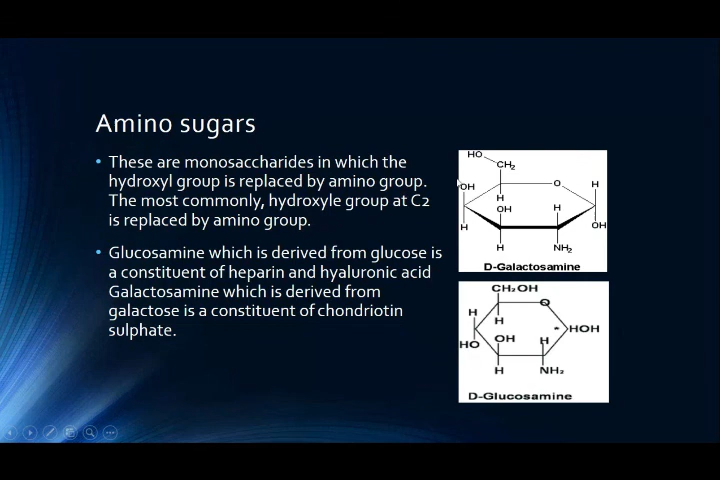 Amino sugars
• These are monosaccharides in which the
hydroxyl group is replaced by amino group.
The most commonly, hydroxyle group at C2
is replaced by amino group.
• Glucosamine which is derived from glucose is
a constituent of heparin and hyaluronic acid
Galactosamine which is derived from
galactose is a constituent of chondriotin
sulphate.
HO
CH₂
OH O H
H
OH H
H OH
H NH₂
D-Galactosamine
CH₂OH
O
H H
* HOH
HO OH H
H NH₂
D-Glucosamine